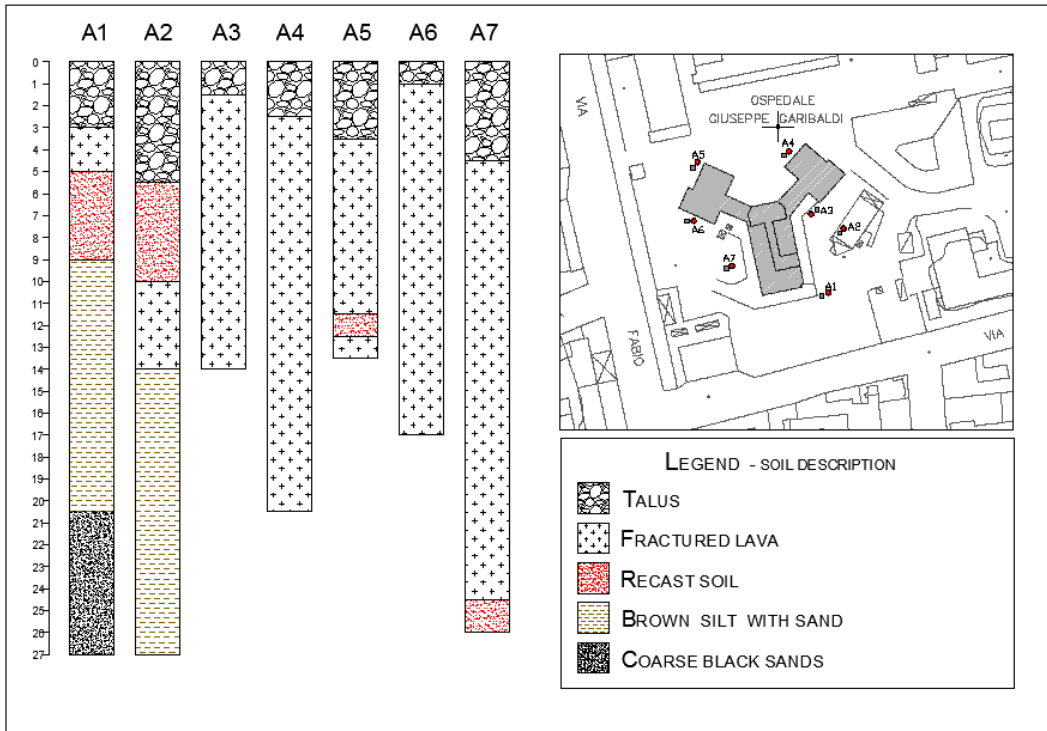 A1 A2 A3 A4 A5 A6 A7
0
1
2
3
4
5
6
7
8
9
10
11
12
13
14
15
16
17
18
19
20
21
22
23
24
25
26
27
VIA
OSPEDALE
GIUSEPPE GARIBALDI
A4
A5
A3
A2
A6
A7
A1
FABIO
VIA
LEGEND - SOIL DESCRIPTION
TALUS
FRACTURED LAVA
RECAST SOIL
BROWN SILT WITH SAND
COARSE BLACK SANDS